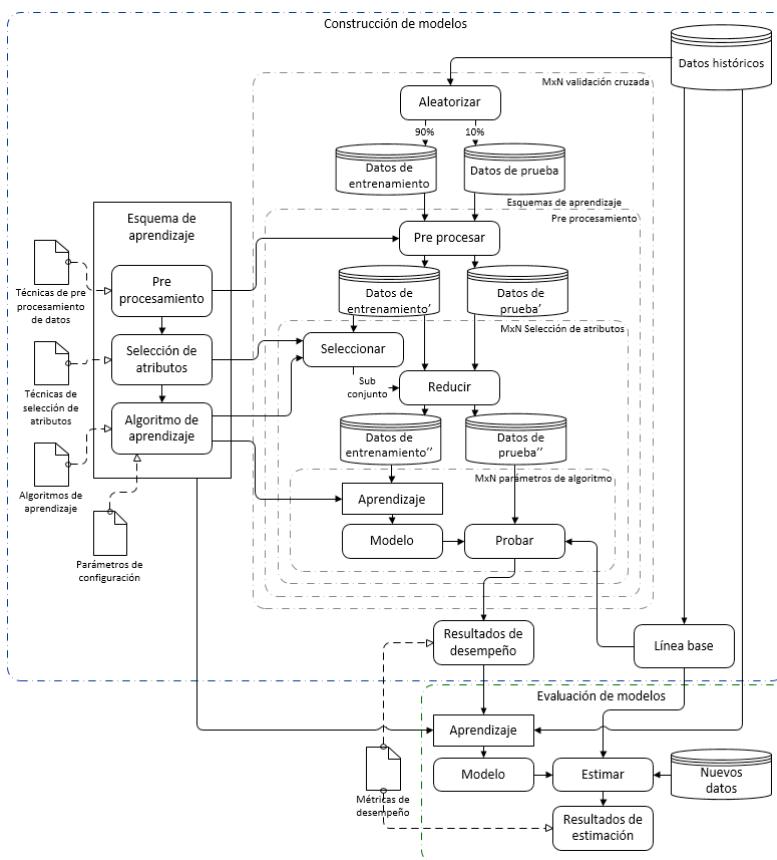 Construcción de modelos
Datos históricos
MxN validación cruzada
Aleatorizar
90%
10%
Datos de
entrenamiento
Datos de prueba
Esquemas de aprendizaje
Pre procesamiento
Esquema de
aprendizaje
Pre procesar
Técnicas de pre
procesamiento
de datos
Pre
procesamiento
Datos de
entrenamiento’
Datos de
prueba’
MxN Selección de atributos
Seleccionar
Técnicas de
selección de
atributos
Selección de
atributos
Sub
conjunto
Reducir
Algoritmos de
aprendizaje
Algoritmo de
aprendizaje
Datos de
entrenamiento’’
Datos de
prueba’’
MxN parámetros de algoritmo
Aprendizaje
Parámetros de
configuración
Modelo
Probar
Resultados de
desempeño
Línea base
Evaluación de modelos
Aprendizaje
Métricas de
desempeño
Modelo
Estimar
Nuevos
datos
Resultados de
estimación